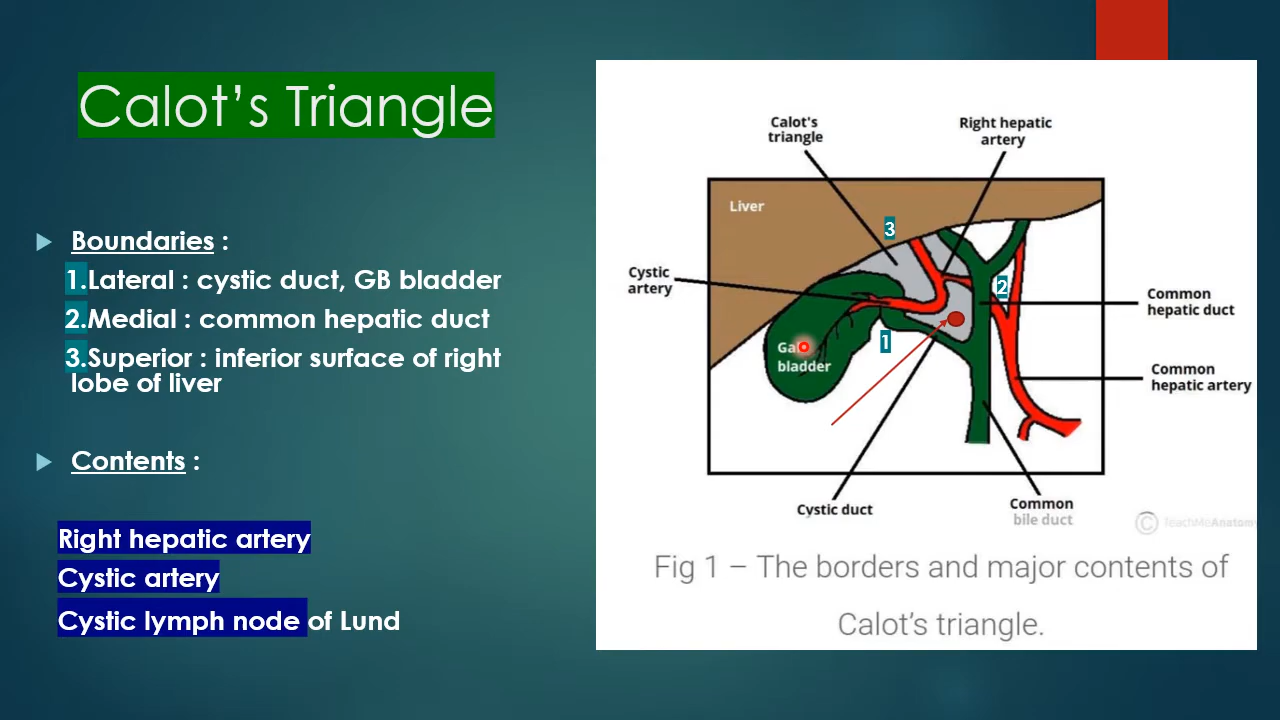 Calot's Triangle
Boundaries :
1.Lateral : cystic duct, GB bladder
2.Medial : common hepatic duct
3.Superior : inferior surface of right
lobe of liver
Contents :
Right hepatic artery
Cystic artery
Cystic lymph node of Lund
Calot's
triangle
Right hepatic
artery
Liver
3
Cystic
artery
2
Common
hepatic duct
1
bladder
Common
hepatic artery
Cystic duct
Common
bile duct
© TeachMeAnatomy
Fig 1 – The borders and major contents of
Calot's triangle.